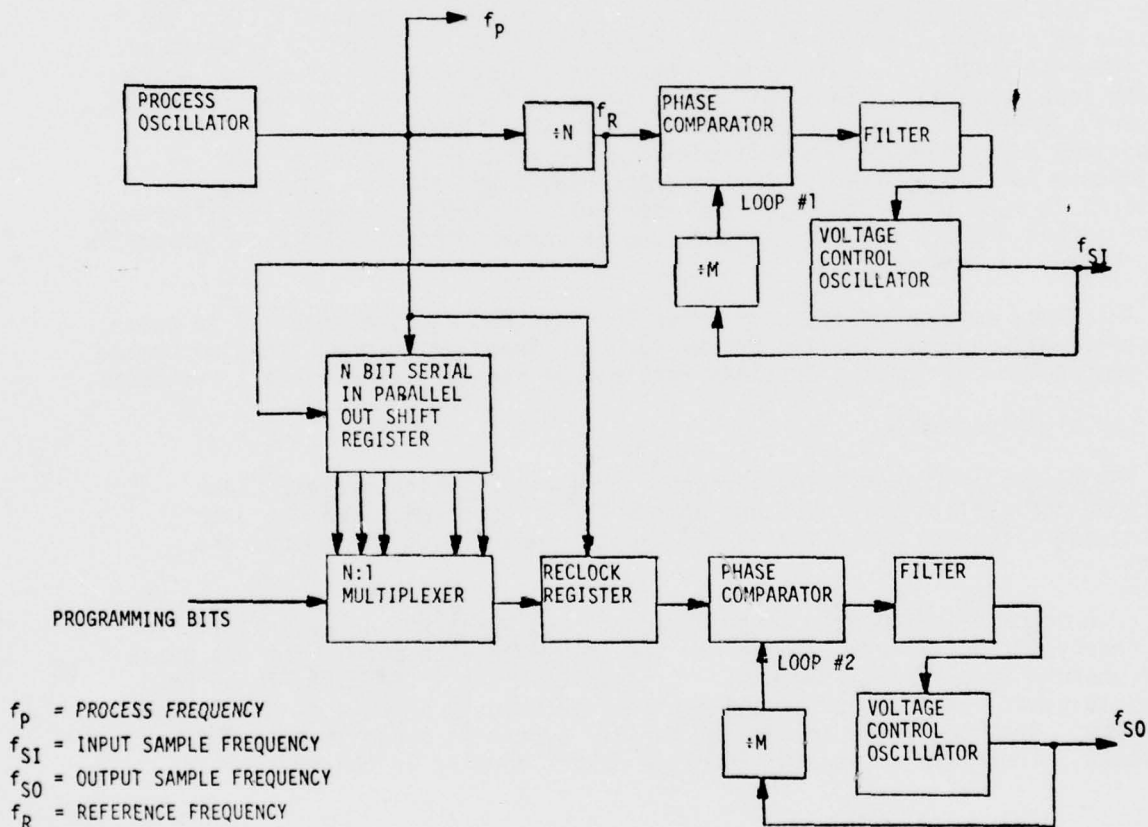 f_p
PROCESS
OSCILLATOR
÷N
f_R
PHASE
COMPARATOR
FILTER
LOOP #1
÷M
VOLTAGE
CONTROL
OSCILLATOR
f_SI
N BIT SERIAL
IN PARALLEL
OUT SHIFT
REGISTER
N:1
MULTIPLEXER
RECLOCK
REGISTER
PHASE
COMPARATOR
FILTER
PROGRAMMING BITS
LOOP #2
÷M
VOLTAGE
CONTROL
OSCILLATOR
f_SO
f_p = PROCESS FREQUENCY
f_SI = INPUT SAMPLE FREQUENCY
f_SO = OUTPUT SAMPLE FREQUENCY
f_R = REFERENCE FREQUENCY